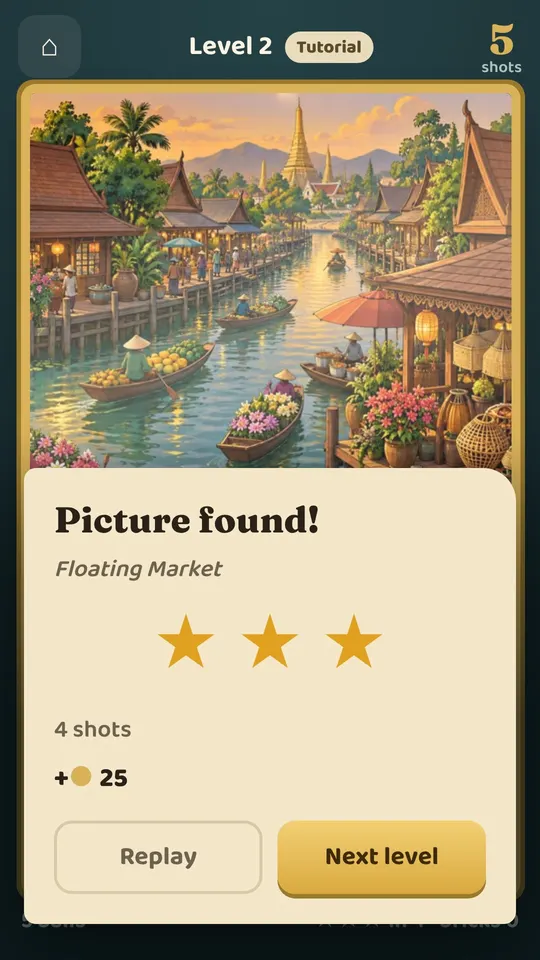 Level 2
Tutorial
5
shots
Picture found!
Floating Market
4 shots
+ 25
Replay
Next level